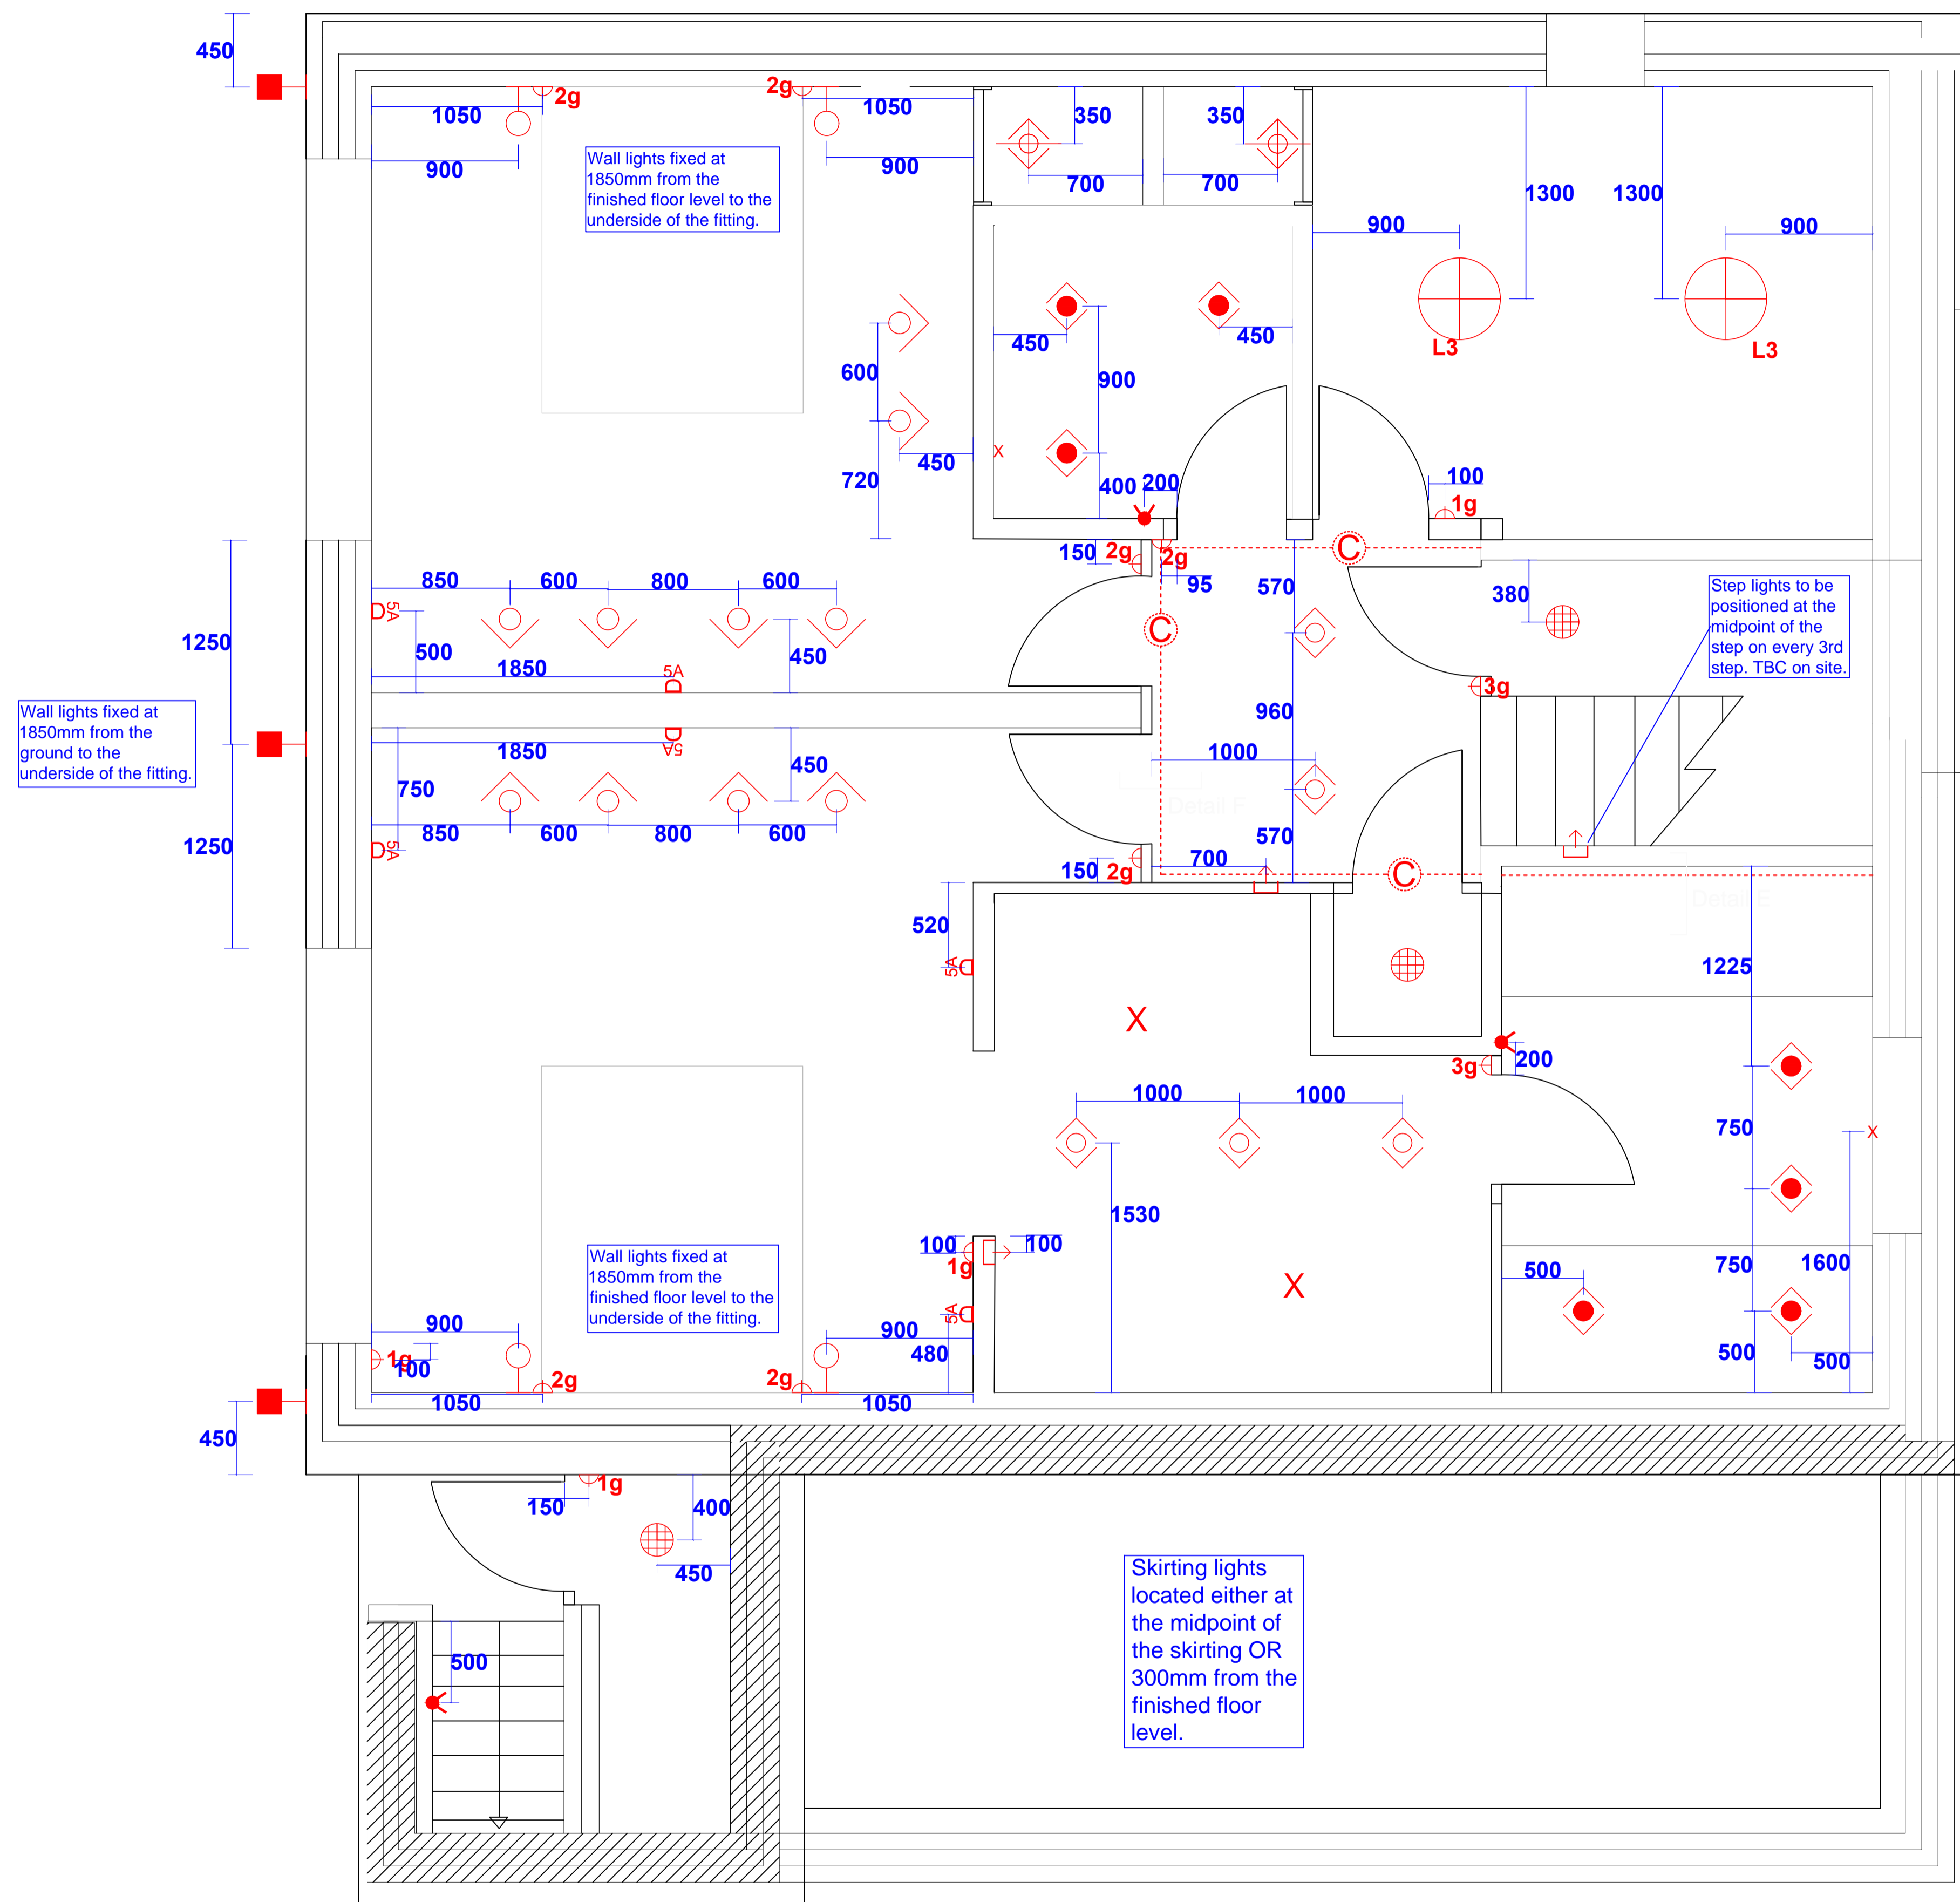 450
2g
2g
1050
1050
900
900
Wall lights fixed at
1850mm from the
finished floor level to the
underside of the fitting.
350
350
700
700
1300
1300
900
900
L3
L3
600
720
450
450
450
900
X
400
200
100
1g
150
2g
2g
95
C
C
570
380
Step lights to be
positioned at the
midpoint of the
step on every 3rd
step. TBC on site.
1250
850
600
800
600
D
5A
500
1850
5A
D
450
3g
Wall lights fixed at
1850mm from the
ground to the
underside of the fitting.
960
1000
D
5A
1850
750
450
850
600
800
600
D
5A
1250
570
700
150
2g
Detail F
C
Detail E
520
5A
D
1225
X
3g
200
1000
1000
750
X
1530
100
1g
100
X
750
1600
500
Wall lights fixed at
1850mm from the
finished floor level to the
underside of the fitting.
5A
D
900
900
480
1g
100
2g
2g
1050
1050
500
500
450
1g
150
400
450
500
Skirting lights
located either at
the midpoint of
the skirting OR
300mm from the
finished floor
level.